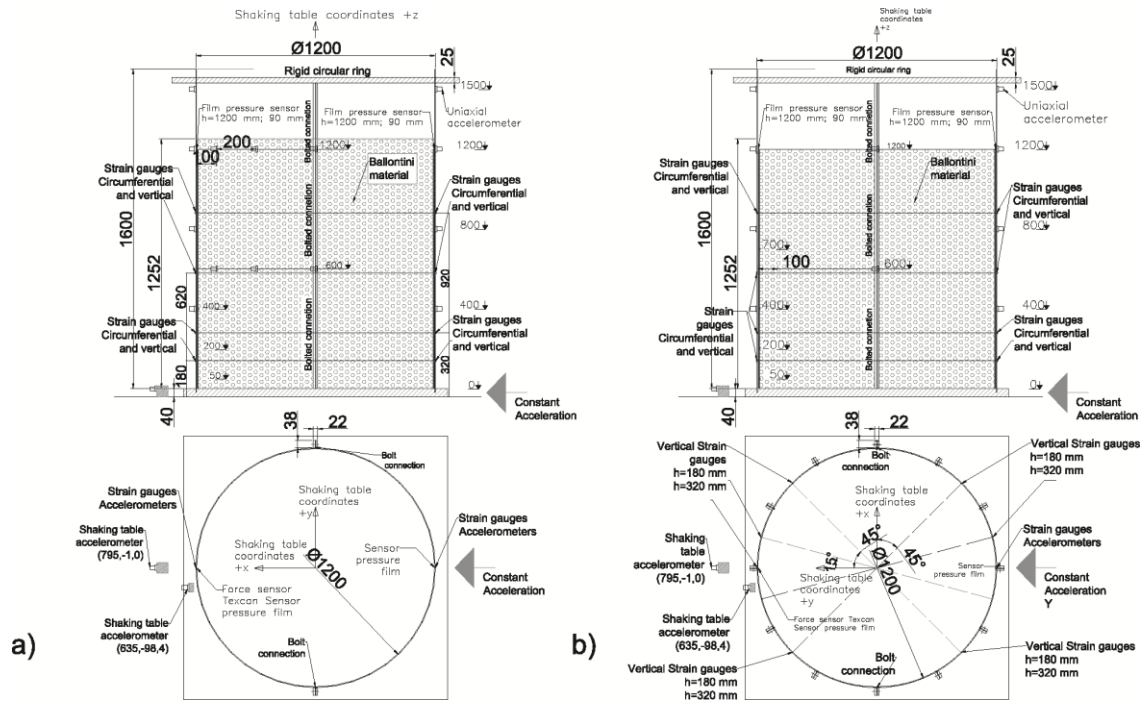 Shaking table coordinates +z
Ø1200
25
Rigid circular ring
1500
Film pressure sensor
h=1200 mm; 90 mm
Film pressure sensor
h=1200 mm; 90 mm
Uniaxial
accelerometer
200
00
1200
1200
Bolted connetion
Strain gauges
Circumferential
and vertical
Ballontini
material
Strain gauges
Circumferential
and vertical
1600
1252
Bolted connetion
800
600
620
920
400
400
Strain gauges
Circumferential
and vertical
Bolted connetion
Strain gauges
Circumferential
and vertical
200
180
50
320
0
40
Constant
Acceleration
38
22
Bolt
connection
Shaking table
coordinates
+y
Strain gauges
Accelerometers
Strain gauges
Accelerometers
Shaking table
accelerometer
(795,-1,0)
Shaking table
coordinates
+x
Ø1200
Sensor
pressure
film
Constant
Acceleration
Force sensor
Texcan Sensor
pressure film
Shaking table
accelerometer
(635,-98,4)
Bolt
connection
a)
Shaking table
coordinates
+z
Ø1200
25
Rigid circular ring
1500
Film pressure sensor
h=1200 mm; 90 mm
Film pressure sensor
h=1200 mm; 90 mm
Uniaxial
accelerometer
1200
1200
Bolted connetion
Strain gauges
Circumferential
and vertical
Ballontini
material
Strain gauges
Circumferential
and vertical
1600
1252
Bolted connetion
800
700
100
600
400
400
Strain
gauges
Circumferential
and vertical
Bolted connetion
Strain gauges
Circumferential
and vertical
200
50
0
40
Constant
Acceleration
38
22
Vertical Strain
gauges
h=180 mm
h=320 mm
Bolt
connection
Vertical Strain gauges
h=180 mm
h=320 mm
Shaking table
coordinates
+x
Strain gauges
Accelerometers
Shaking
table
accelerometer
(795,-1,0)
15°
45°
45°
Ø1200
Shaking table
coordinates
+y
Sensor
pressure
film
Constant
Acceleration
Y
Force sensor Texcan
Sensor pressure film
Shaking table
accelerometer
(635,-98,4)
Vertical Strain gauges
h=180 mm
h=320 mm
Bolt
connection
Vertical Strain gauges
h=180 mm
h=320 mm
b)